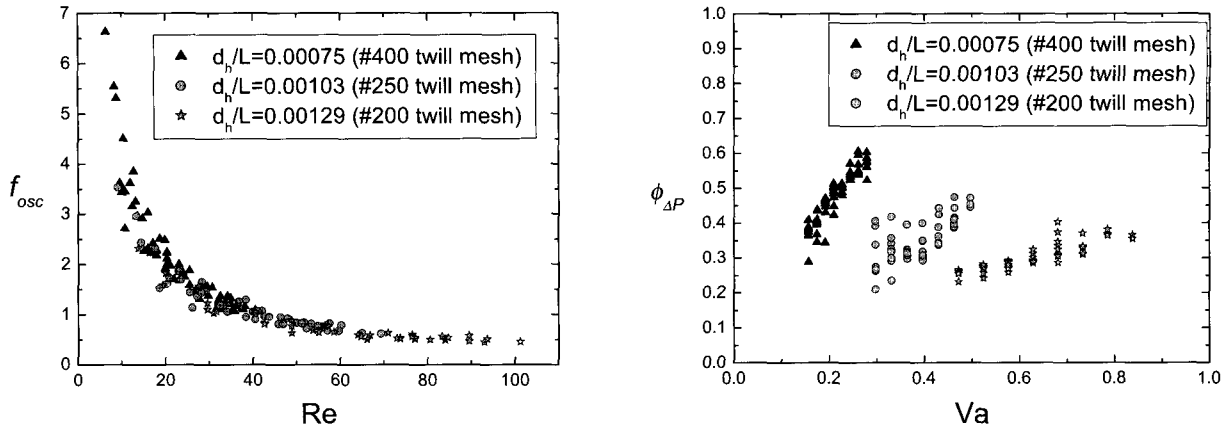 7
6
5
4
3
2
1
0
f_osc
0 20 40 60 80 100
Re
d_h/L=0.00075 (#400 twill mesh)
d_h/L=0.00103 (#250 twill mesh)
d_h/L=0.00129 (#200 twill mesh)
1.0
0.9
0.8
0.7
0.6
0.5
0.4
0.3
0.2
0.1
0.0
ϕ_ΔP
0.0 0.2 0.4 0.6 0.8 1.0
Va
d_h/L=0.00075 (#400 twill mesh)
d_h/L=0.00103 (#250 twill mesh)
d_h/L=0.00129 (#200 twill mesh)